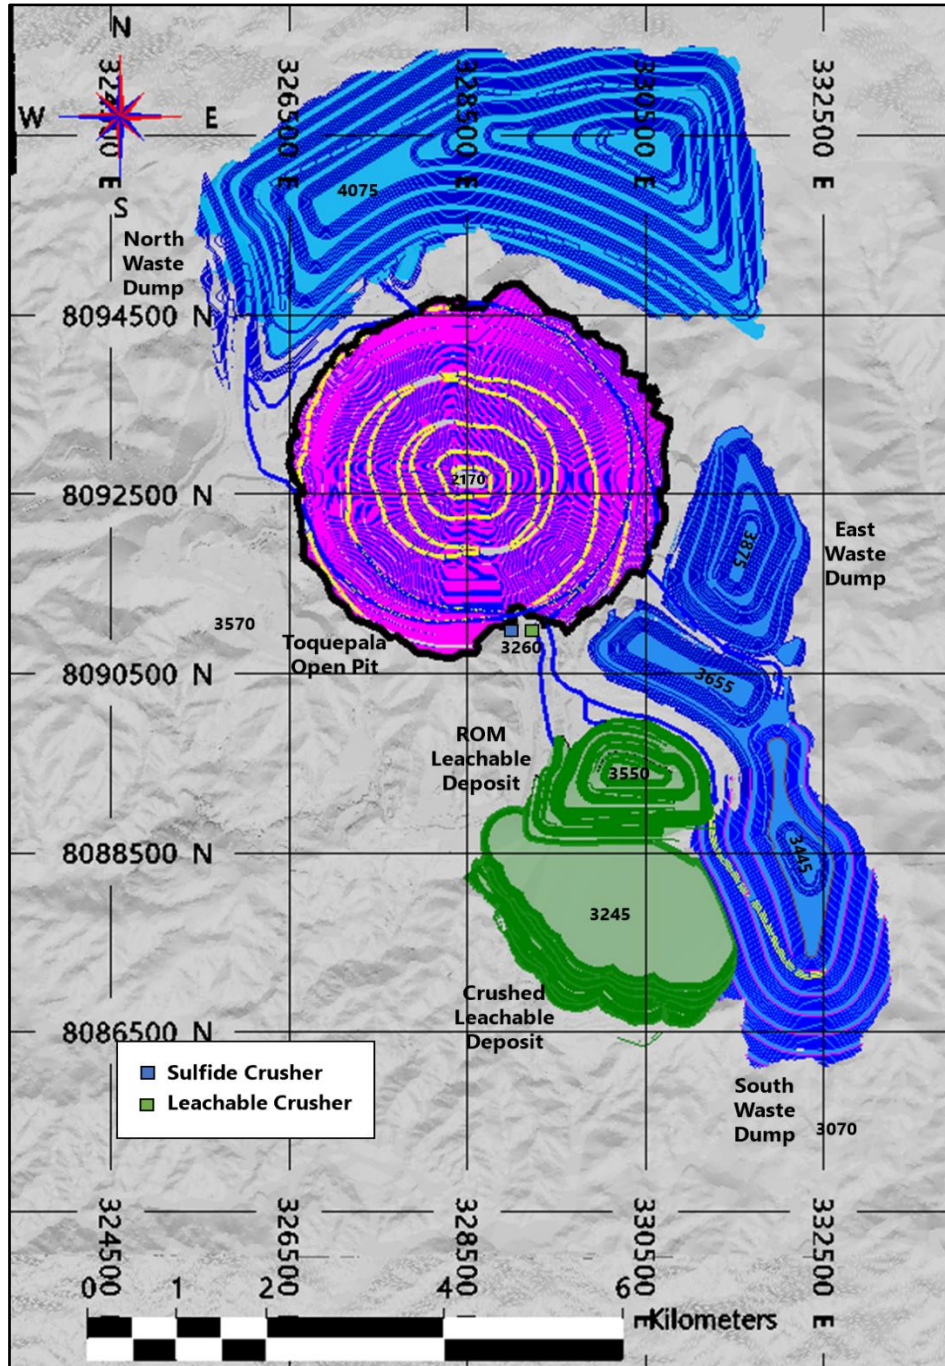 N
W
E
S
324500 E
326500 E
328500 E
330500 E
332500 E
4075
North
Waste
Dump
8094500 N
2170
8092500 N
3875
East
Waste
Dump
3570
Toquepala
Open Pit
3260
8090500 N
3655
ROM
Leachable
Deposit
3550
8088500 N
3445
3245
Crushed
Leachable
Deposit
8086500 N
Sulfide Crusher
Leachable Crusher
South
Waste
Dump
3070
324500
326500 E
328500 E
330500 E
332500 E
0 1 2 4 6 Kilometers